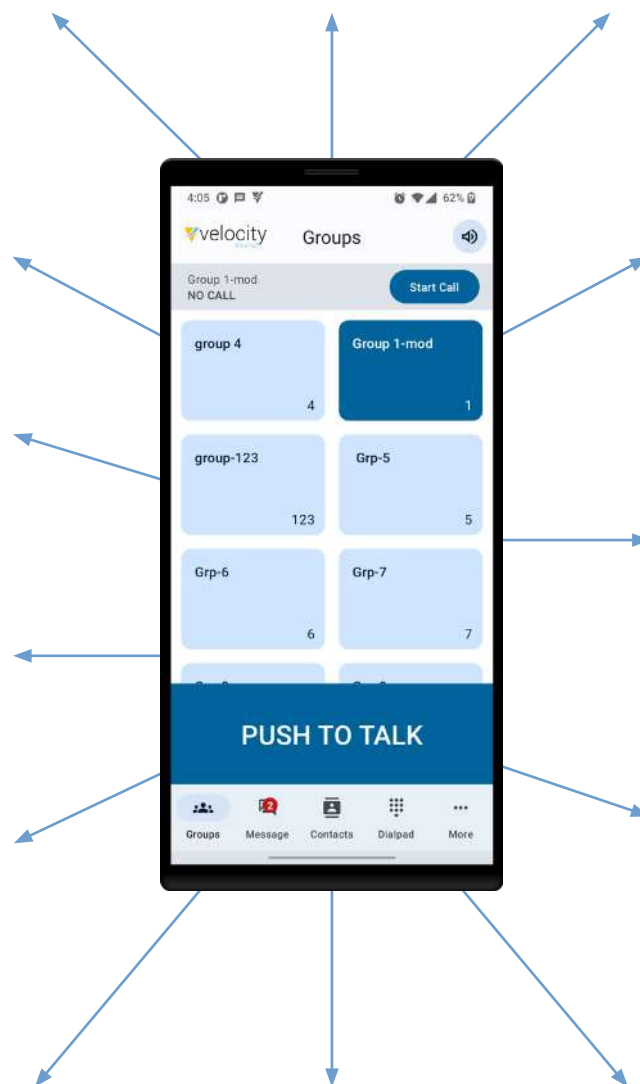 4:05 62%
velocity Groups
Group 1-mod
NO CALL
Start Call
group 4 Group 1-mod
4 1
group-123 Grp-5
123 5
Grp-6 Grp-7
6 7
PUSH TO TALK
2
Groups Message Contacts Dialpad More